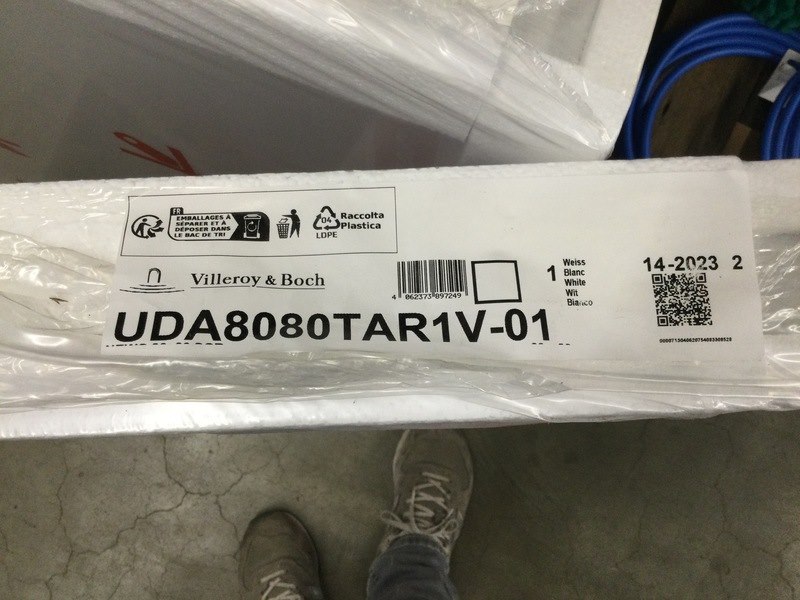 FR
EMBALLAGES À
SÉPARER ET À
DÉPOSER DANS
LE BAC DE TRI
04
LDPE
Raccolta
Plastica
Villeroy & Boch
4 062373 897249
1
Weiss
Blanc
White
Wit
Bianco
14-2023 2
UDA8080TAR1V-01